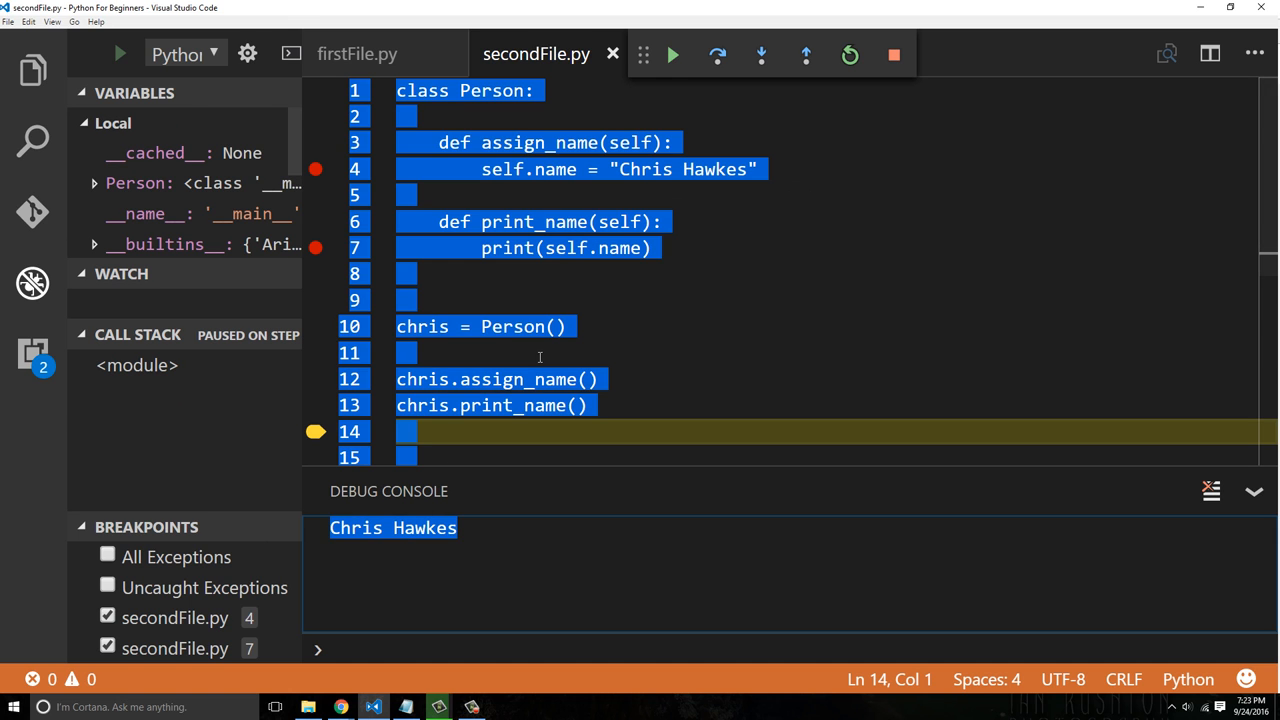 secondFile.py - Python For Beginners - Visual Studio Code
File Edit View Go Help
Python
firstFile.py
secondFile.py
VARIABLES
Local
__cached__: None
Person: <class '__m...
__name__: '__main__'
__builtins__: {'Ari...
WATCH
CALL STACK PAUSED ON STEP
<module>
BREAKPOINTS
All Exceptions
Uncaught Exceptions
secondFile.py 4
secondFile.py 7
1 class Person:
2
3 def assign_name(self):
4 self.name = "Chris Hawkes"
5
6 def print_name(self):
7 print(self.name)
8
9
10 chris = Person()
11
12 chris.assign_name()
13 chris.print_name()
14
15
DEBUG CONSOLE
Chris Hawkes
2
0 0
Ln 14, Col 1 Spaces: 4 UTF-8 CRLF Python
I'm Cortana. Ask me anything.
IAN RUSHTON
7:23 PM
9/24/2016